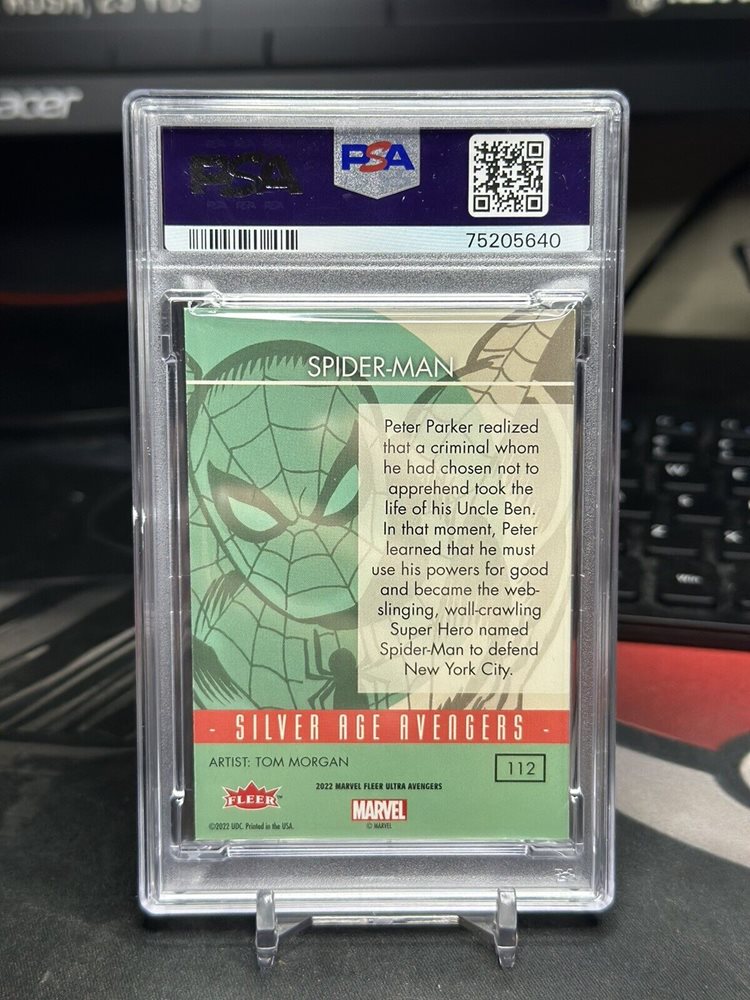 RUSH, 23 YDS
acer
PSA
PSA
75205640
SPIDER-MAN
Peter Parker realized
that a criminal whom
he had chosen not to
apprehend took the
life of his Uncle Ben.
In that moment, Peter
learned that he must
use his powers for good
and became the web-
slinging, wall-crawling
Super Hero named
Spider-Man to defend
New York City.
- SILVER AGE AVENGERS -
ARTIST: TOM MORGAN
112
2022 MARVEL FLEER ULTRA AVENGERS
FLEER
MARVEL
©2022 UDC. Printed in the USA.
© MARVEL